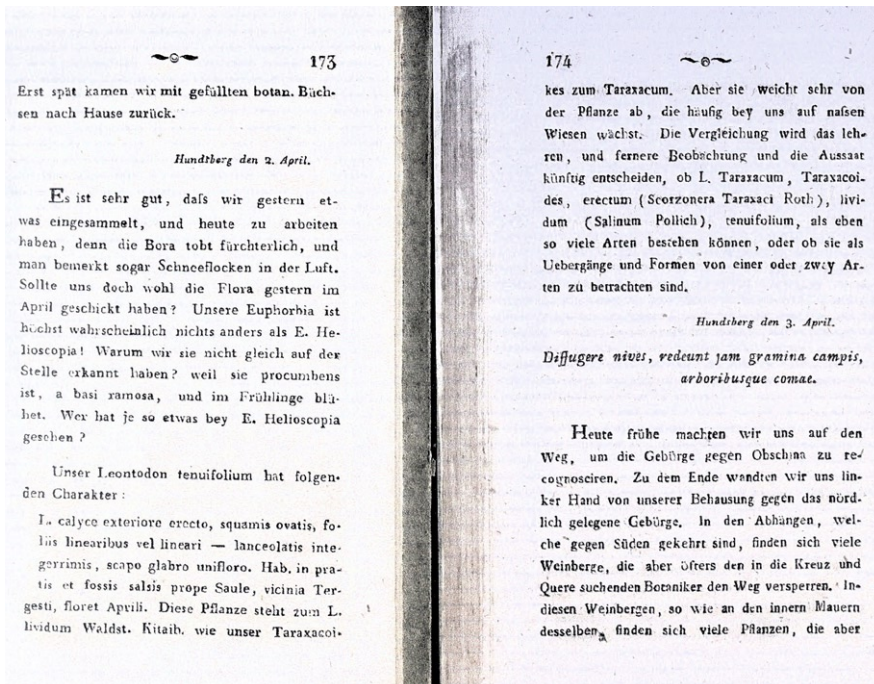 173
Erst spät kamen wir mit gefüllten botan. Büch-
sen nach Hause zurück.
Hundsberg den 2. April.
Es ist sehr gut, dafs wir gestern et-
was eingesammelt, und heute zu arbeiten
haben, denn die Bora tobt fürchterlich, und
man bemerkt sogar Schneeflocken in der Luft.
Sollte uns doch wohl die Flora gestern im
April geschickt haben? Unsere Euphorbia ist
höchst wahrscheinlich nichts anders als E. He-
lioscopia! Warum wir sie nicht gleich auf der
Stelle erkannt haben? weil sie procumbens
ist, a basi ramosa, und im Frühlinge blü-
het. Wer hat je so etwas bey E. Helioscopia
gesehen?
Unser Leontodon tenuifolium hat folgen-
den Charakter:
L. calyce exteriore erecto, squamis ovatis, fo-
liis linearibus vel lineari — lanceolatis inte-
gerrimis, scapo glabro unifloro. Hab. in pra-
tis et fossis salsis prope Saule, vicinia Ter-
gesti, floret Aprili. Diese Pflanze steht zum L.
lividum Waldst. Kitaib. wie unser Taraxacoi-
174
kes zum Taraxacum. Aber sie weicht sehr von
der Pflanze ab, die häufig bey uns auf nafsen
Wiesen wächst. Die Vergleichung wird das leh-
ren, und fernere Beobachtung und die Aussaat
künftig entscheiden, ob L. Taraxacum, Taraxacoi-
des, erectum (Scorzonera Taraxaci Roth), livi-
dum (Salinum Pollich), tenuifolium, als eben
so viele Arten bestehen können, oder ob sie als
Uebergänge und Formen von einer oder zwey Ar-
ten zu betrachten sind.
Hundsberg den 3. April.
Diffugere nives, redeunt jam gramina campis,
arboribusque comae.
Heute frühe machten wir uns auf den
Weg, um die Gebürge gegen Obschina zu re-
cognosciren. Zu dem Ende wandten wir uns lin-
ker Hand von unserer Behausung gegen das nörd-
lich gelegene Gebürge. In den Abhängen, wel-
che gegen Süden gekehrt sind, finden sich viele
Weinberge, die aber öfters den in die Kreuz und
Quere suchenden Botaniker den Weg versperren. In
diesen Weinbergen, so wie an den innern Mauern
desselben, finden sich viele Pflanzen, die aber